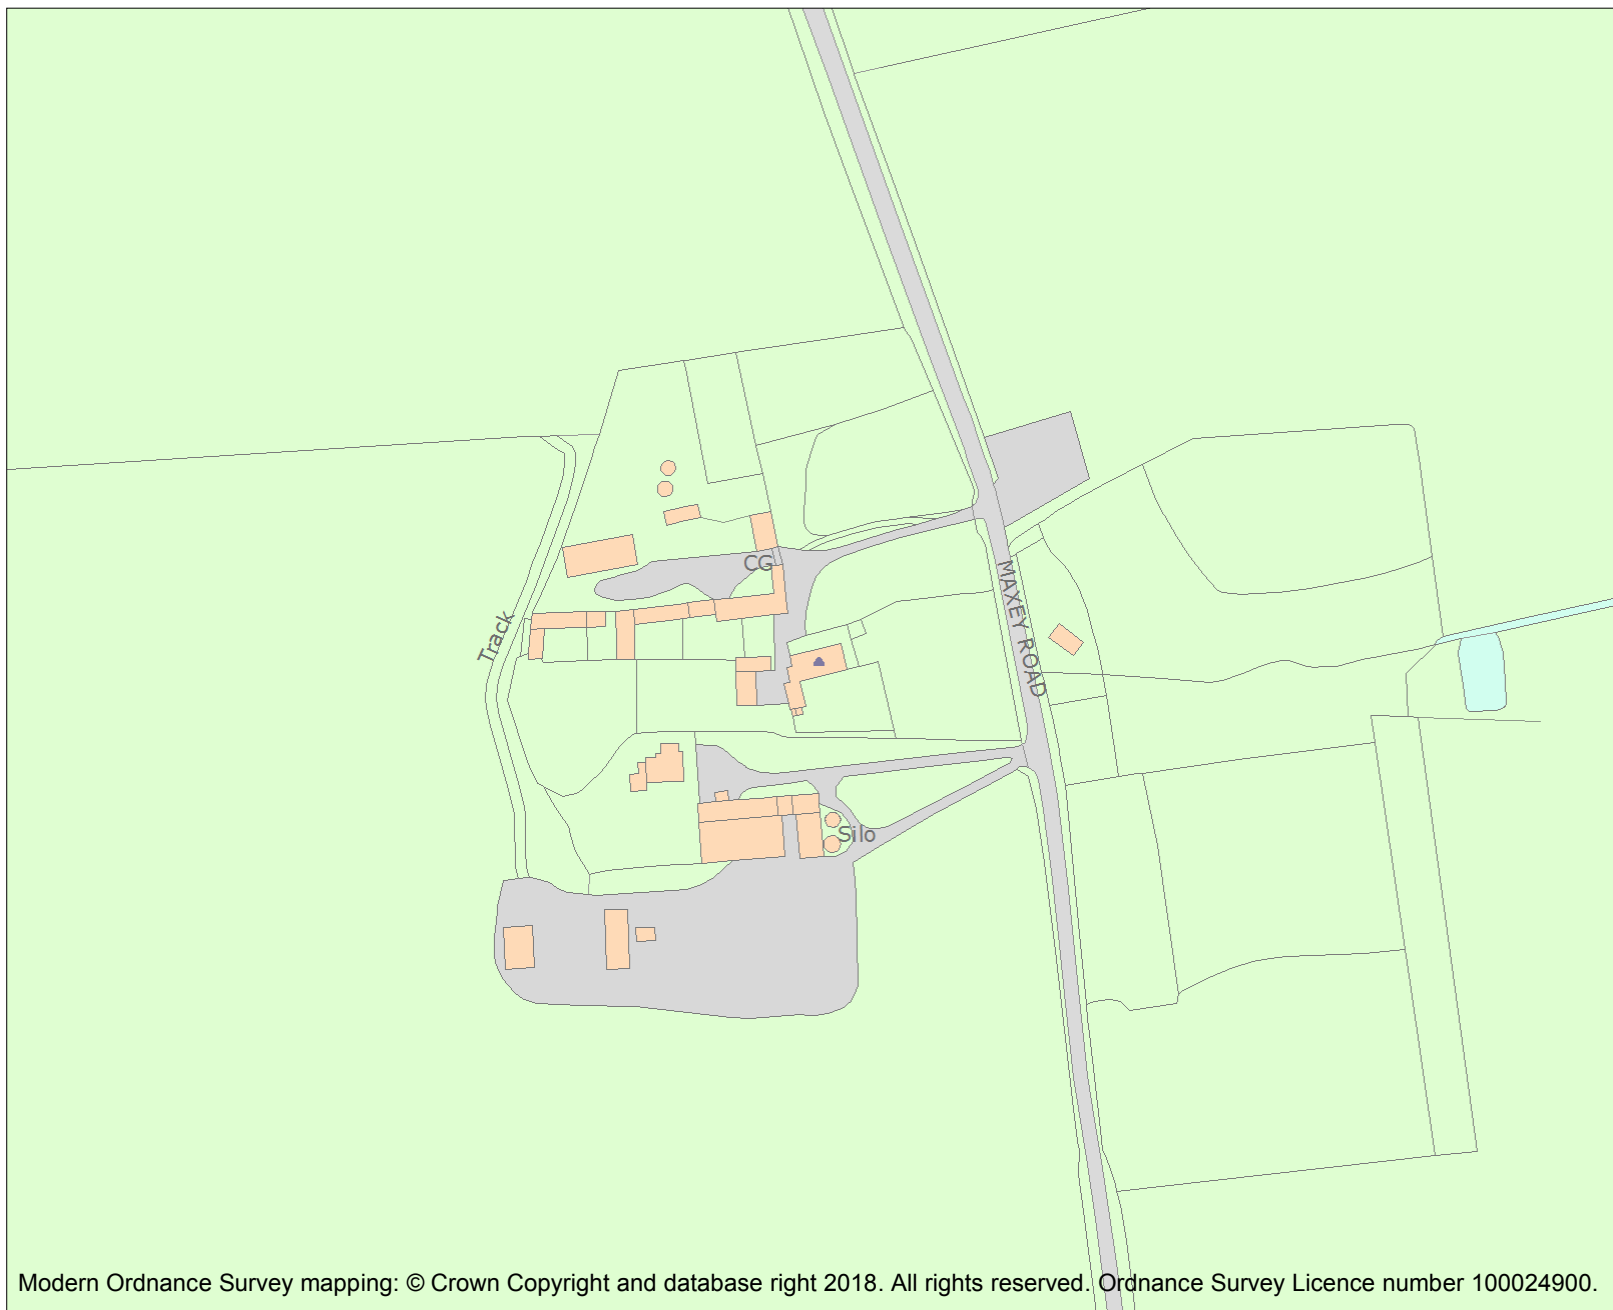 CG
Track
MAXEY ROAD
Silo
Modern Ordnance Survey mapping: © Crown Copyright and database right 2018. All rights reserved. Ordnance Survey Licence number 100024900.